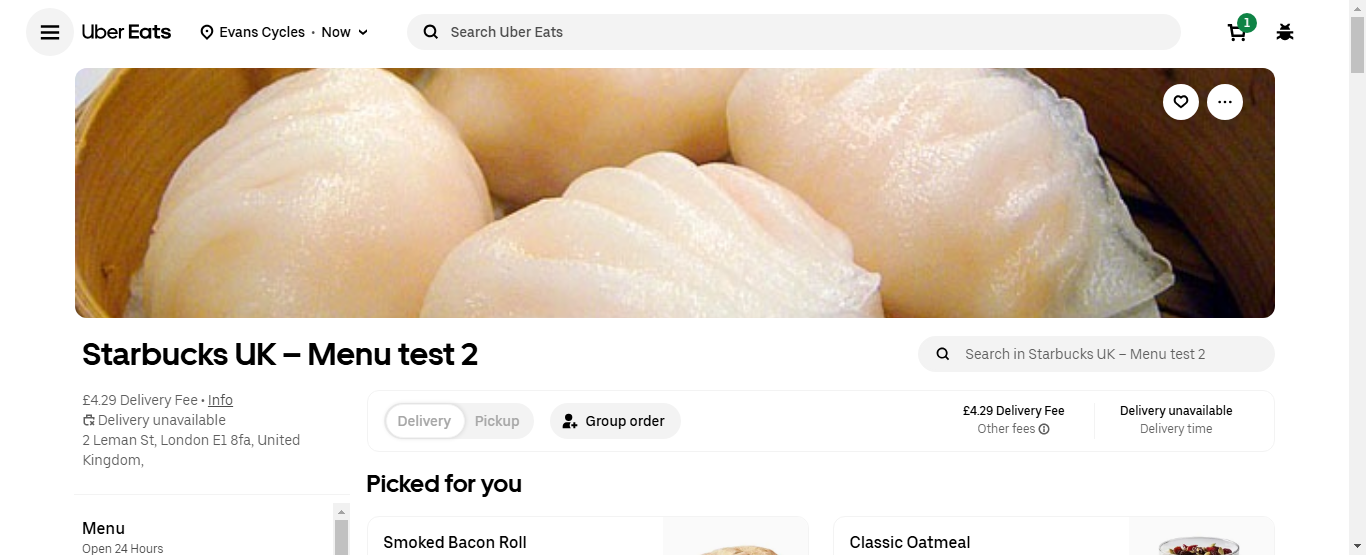 Uber Eats
Evans Cycles • Now
Search Uber Eats
1
Starbucks UK – Menu test 2
Search in Starbucks UK – Menu test 2
£4.29 Delivery Fee • Info
Delivery unavailable
2 Leman St, London E1 8fa, United
Kingdom,
Delivery
Pickup
Group order
£4.29 Delivery Fee
Other fees
Delivery unavailable
Delivery time
Picked for you
Menu
Open 24 Hours
Smoked Bacon Roll
Classic Oatmeal